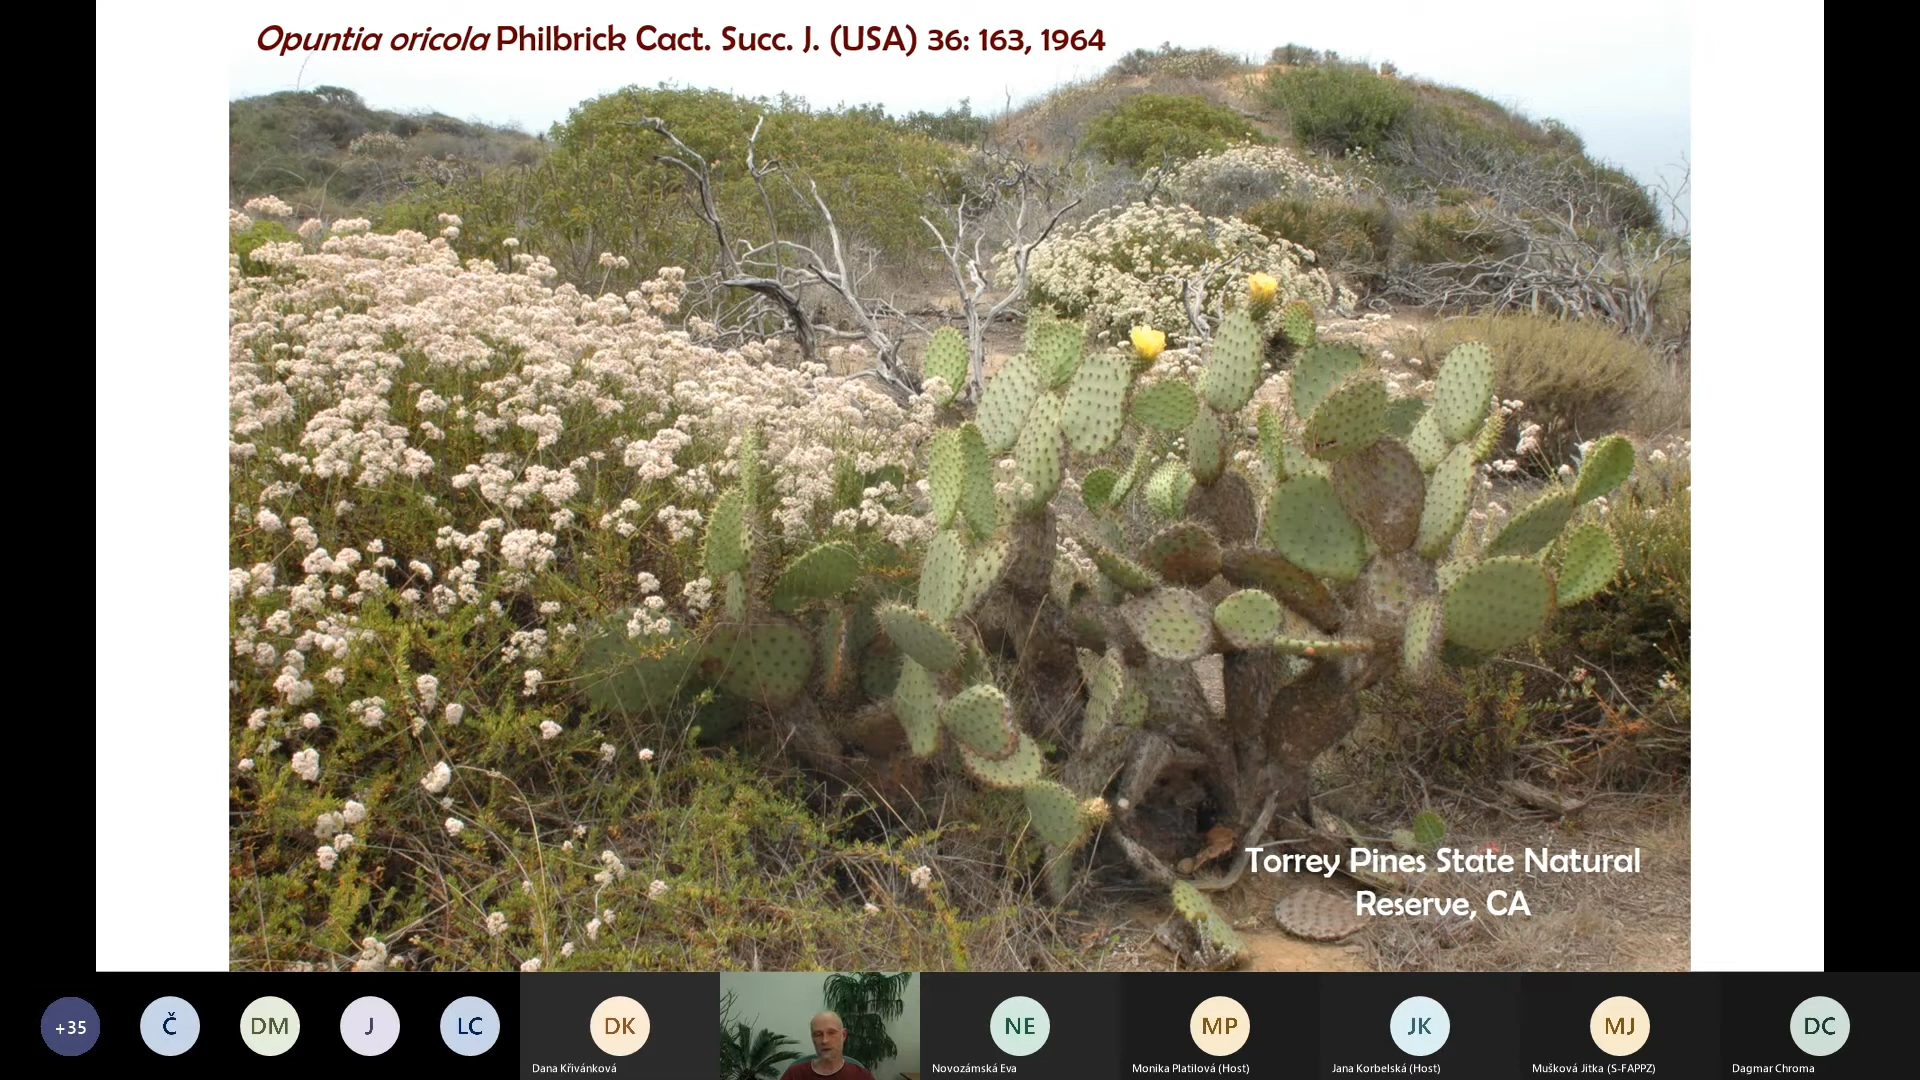 Opuntia oricola Philbrick Cact. Succ. J. (USA) 36: 163, 1964
Torrey Pines State Natural
Reserve, CA
+35
Č
DM
J
LC
DK
NE
MP
JK
MJ
DC
Dana Křivánková
Novozámská Eva
Monika Platilová (Host)
Jana Korbelská (Host)
Mušková Jitka (S-FAPPZ)
Dagmar Chroma